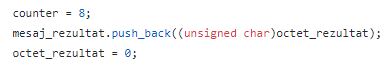 counter = 8;
mesaj_rezultat.push_back((unsigned char)octet_rezultat);
octet_rezultat = 0;